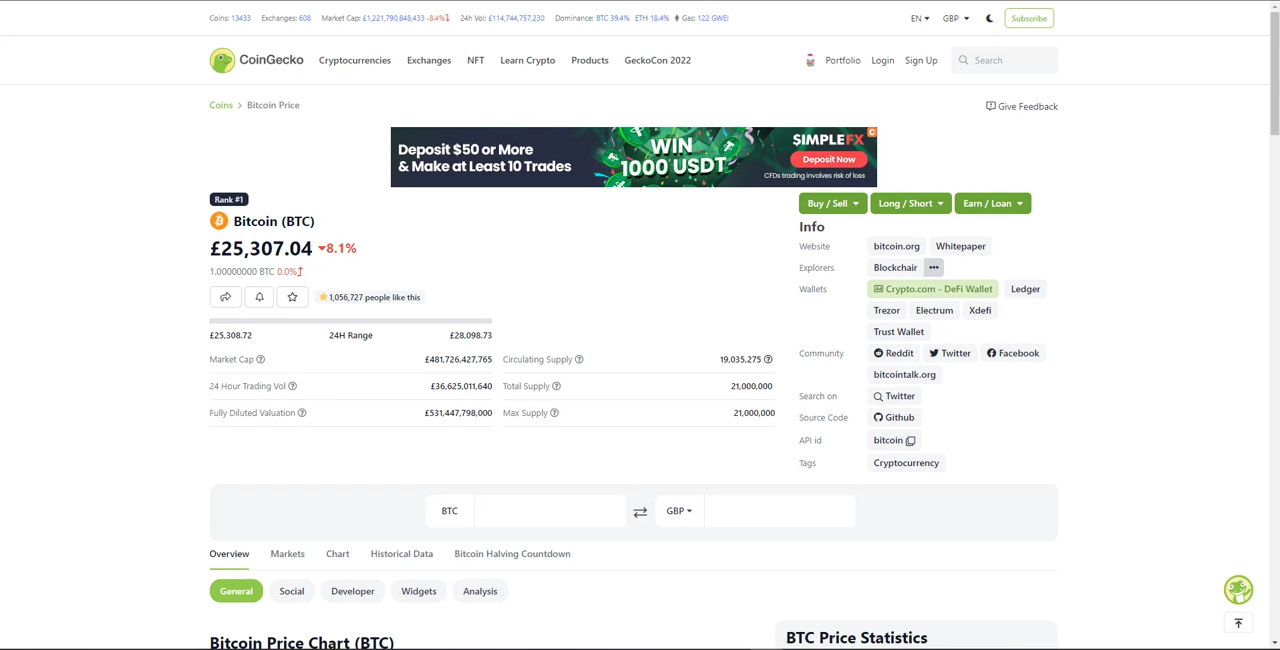 Coins: 13433 Exchanges: 608 Market Cap: £1,221,790,848,433 -8.4% 24h Vol: £114,744,757,230 Dominance: BTC 39.4% ETH 18.4% Gas: 122 GWEI EN GBP Subscribe
CoinGecko Cryptocurrencies Exchanges NFT Learn Crypto Products GeckoCon 2022 Portfolio Login Sign Up Search
Coins > Bitcoin Price Give Feedback
Deposit $50 or More
& Make at Least 10 Trades
WIN
1000 USDT
SIMPLEFX
Deposit Now
CFDs trading involves risk of loss
Rank #1
Bitcoin (BTC)
£25,307.04 8.1%
1.00000000 BTC 0.0%
1,056,727 people like this
£25,308.72 24H Range £28,098.73
Market Cap £481,726,427,765
24 Hour Trading Vol £36,625,011,640
Fully Diluted Valuation £531,447,798,000
Circulating Supply 19,035,275
Total Supply 21,000,000
Max Supply 21,000,000
Buy / Sell Long / Short Earn / Loan
Info
Website bitcoin.org Whitepaper
Explorers Blockchair •••
Wallets Crypto.com - DeFi Wallet Ledger
Trezor Electrum Xdefi
Trust Wallet
Community Reddit Twitter Facebook
bitcointalk.org
Search on Twitter
Source Code Github
API id bitcoin
Tags Cryptocurrency
BTC GBP
Overview Markets Chart Historical Data Bitcoin Halving Countdown
General Social Developer Widgets Analysis
Bitcoin Price Chart (BTC)
BTC Price Statistics